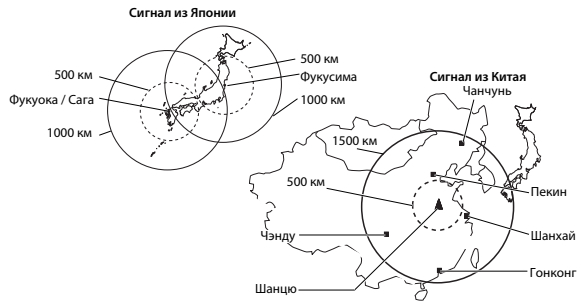 Сигнал из Японии
500 км
500 км
Фукусима
Фукуока / Сага
1000 км
1000 км
Сигнал из Китая
Чанчунь
1500 км
500 км
Пекин
Чэнду
Шанхай
Гонконг
Шанцю